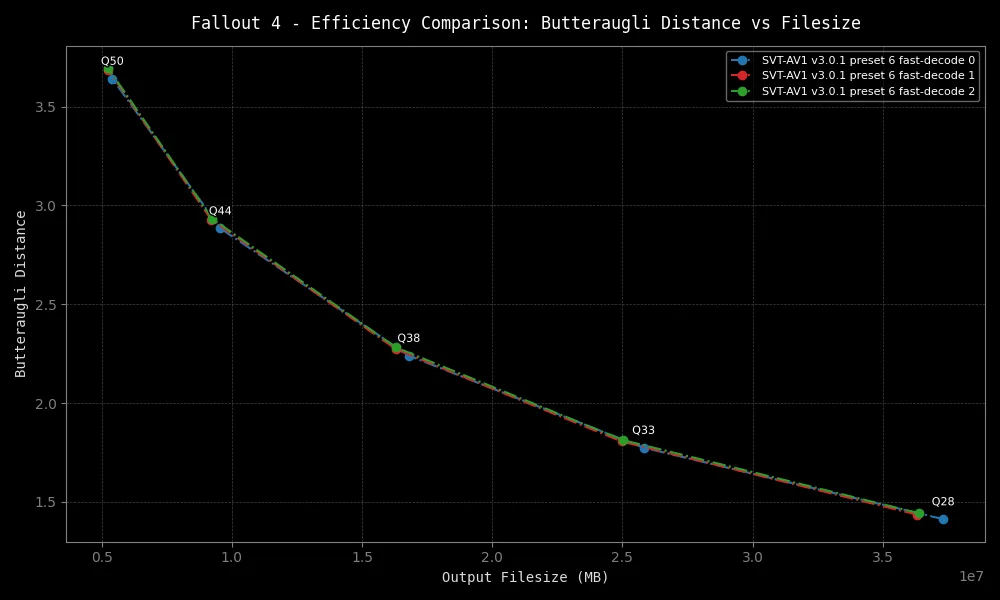 Fallout 4 - Efficiency Comparison: Butteraugli Distance vs Filesize
SVT-AV1 v3.0.1 preset 6 fast-decode 0
SVT-AV1 v3.0.1 preset 6 fast-decode 1
SVT-AV1 v3.0.1 preset 6 fast-decode 2
Q50
Q44
Q38
Q33
Q28
Butteraugli Distance
3.5
3.0
2.5
2.0
1.5
0.5 1.0 1.5 2.0 2.5 3.0 3.5
1e7
Output Filesize (MB)